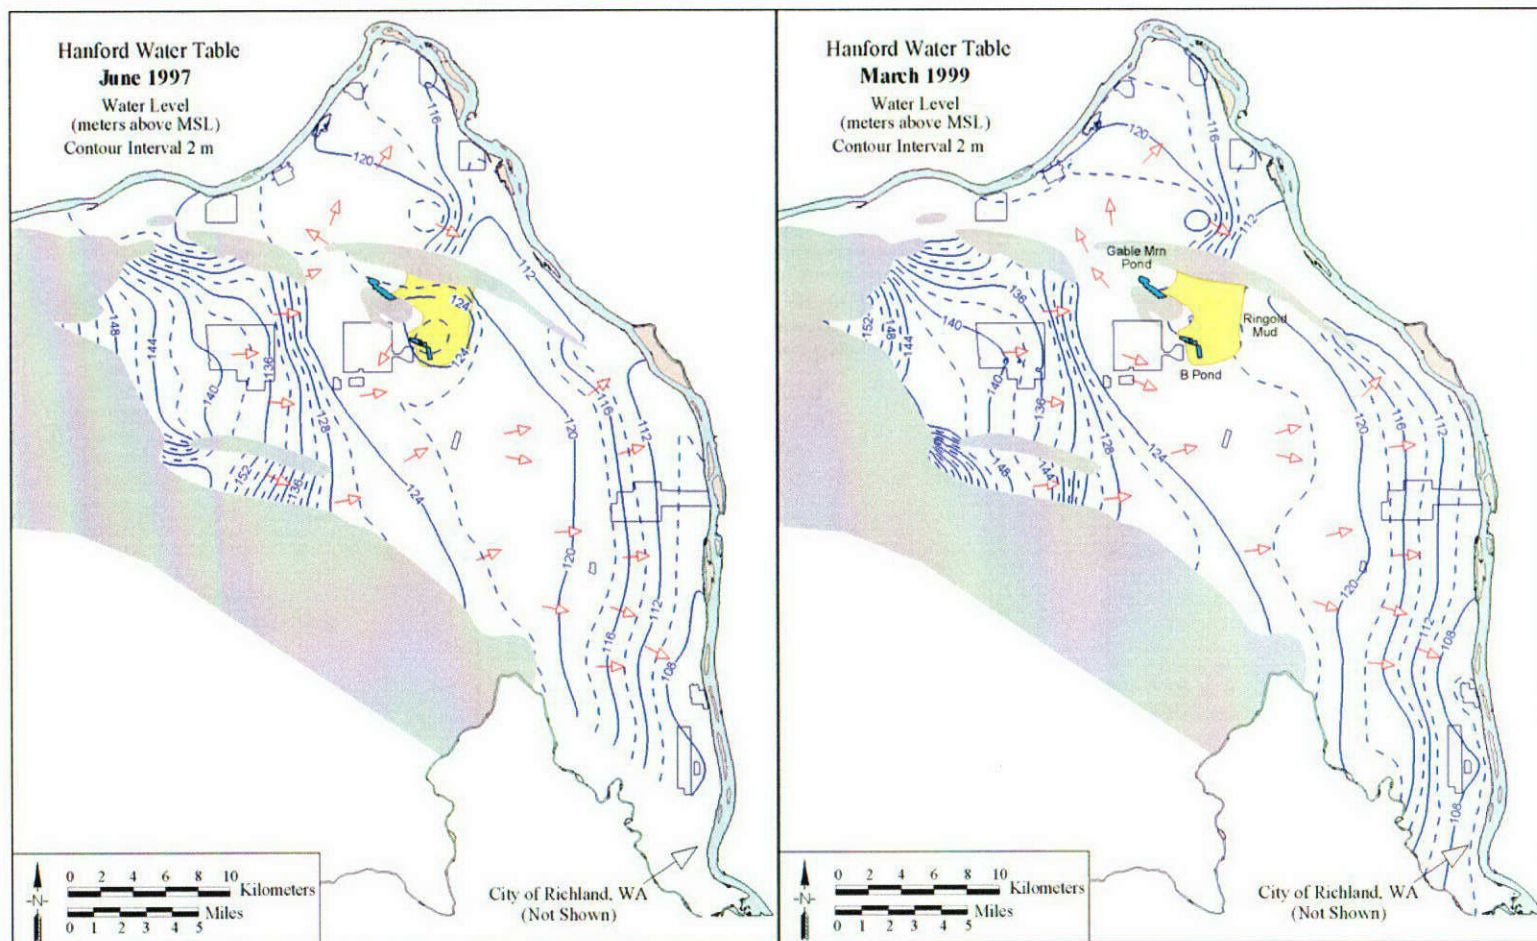 Hanford Water Table
June 1997
Water Level
(meters above MSL)
Contour Interval 2 m
116
120
112
124
124
148
144
140
136
128
152
136
124
120
116
112
120
116
112
108
0 2 4 6 8 10
Kilometers
0 1 2 3 4 5
Miles
-N-
City of Richland, WA
(Not Shown)
Hanford Water Table
March 1999
Water Level
(meters above MSL)
Contour Interval 2 m
116
120
112
Gable Mtn
Pond
Ringold
Mud
B Pond
152
148
144
136
140
140
136
128
124
148
144
120
116
112
120
112
108
108
0 2 4 6 8 10
Kilometers
0 1 2 3 4 5
Miles
-N-
City of Richland, WA
(Not Shown)